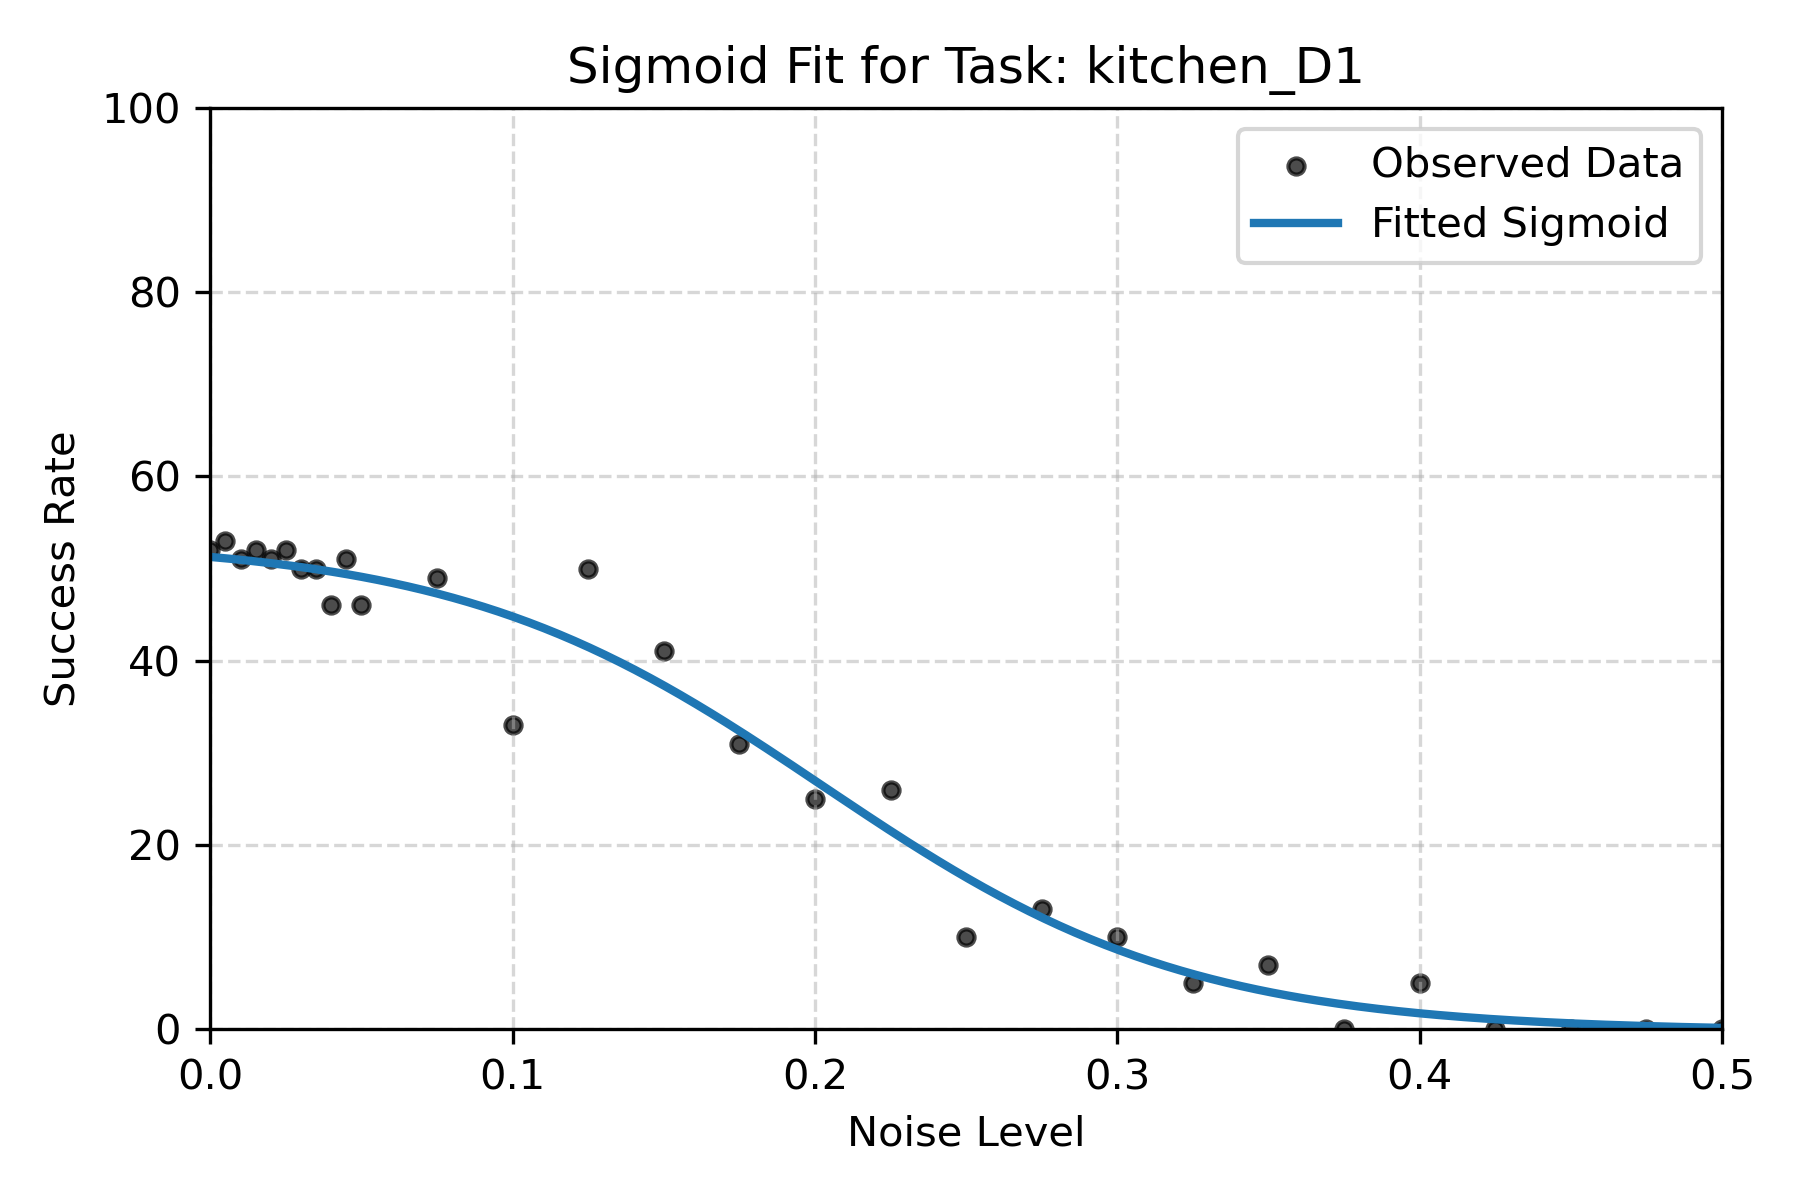 Sigmoid Fit for Task: kitchen_D1
100
80
60
40
20
0
Success Rate
Observed Data
Fitted Sigmoid
0.0 0.1 0.2 0.3 0.4 0.5
Noise Level